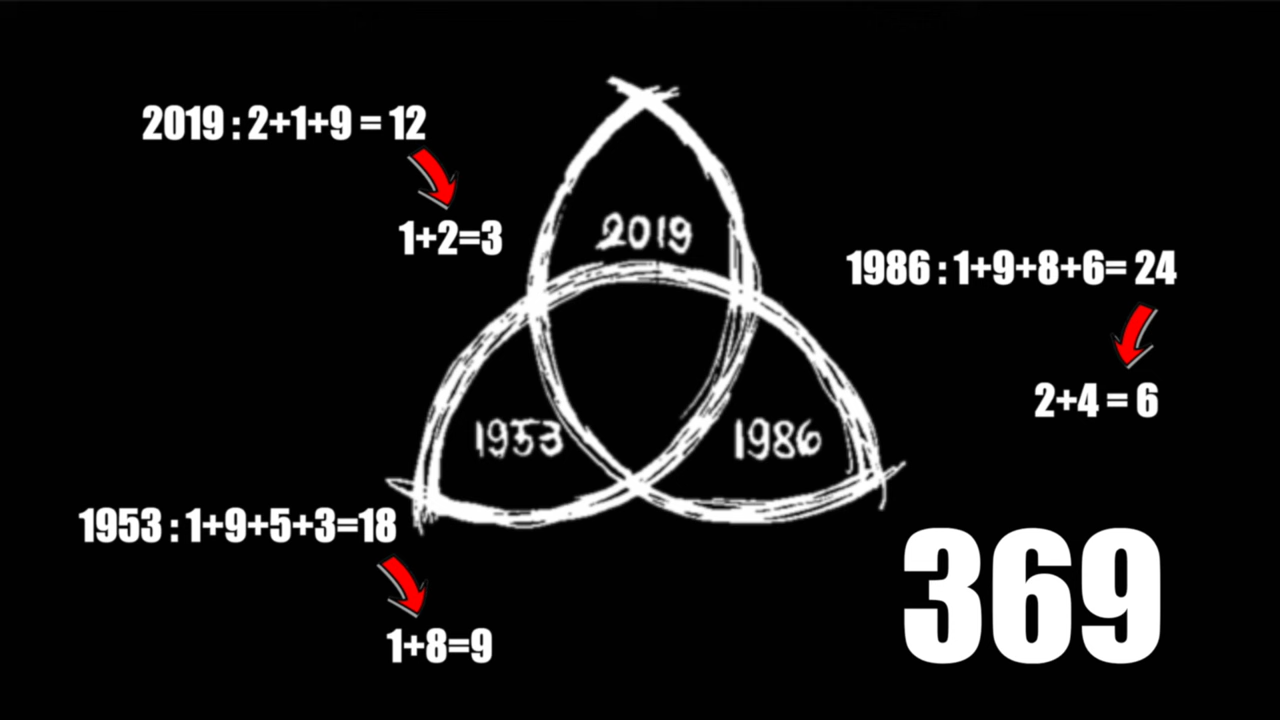 2019 : 2+1+9 = 12
1+2=3
2019
1986 : 1+9+8+6= 24
2+4 = 6
1953
1986
1953 : 1+9+5+3=18
1+8=9
369